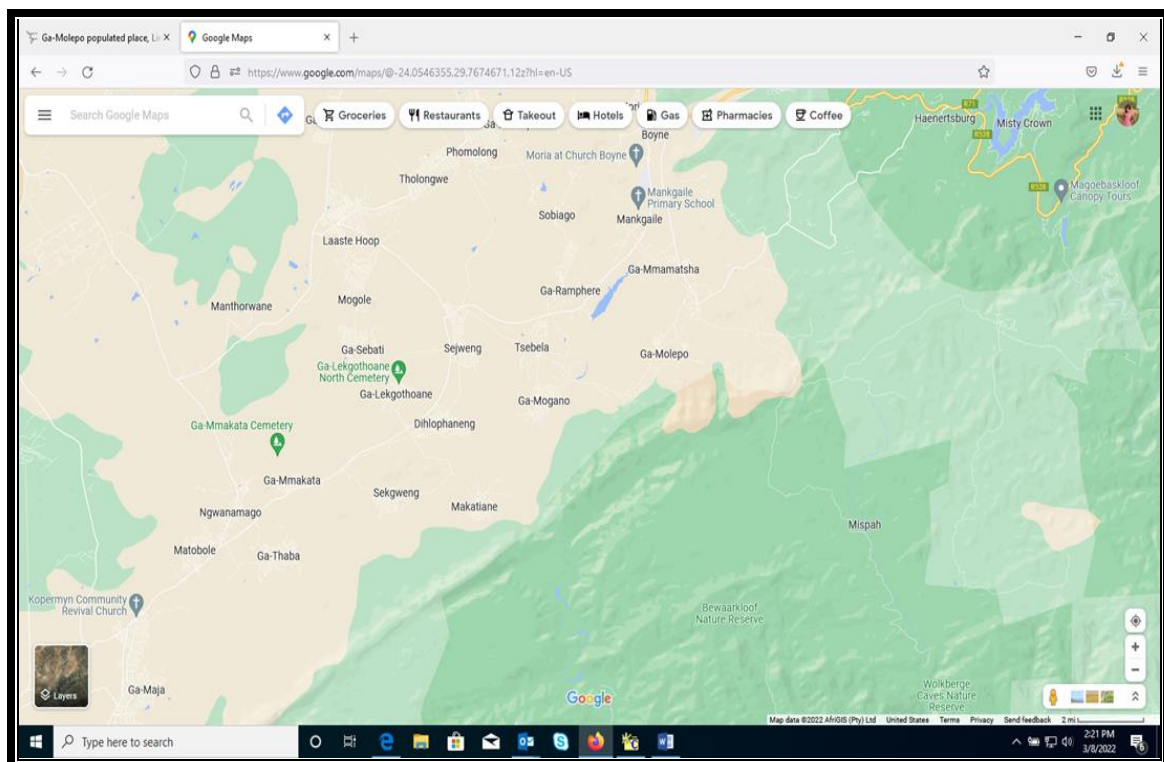 Ga-Molepo populated place, Li
Google Maps
https://www.google.com/maps/@-24.0546355.29.7674671.12z?hl=en-US
Search Google Maps
Groceries
Restaurants
Takeout
Hotels
Gas
Pharmacies
Coffee
Boyne
Haenertsburg
R71
R528
Misty Crown
Phomolong
Moria at Church Boyne
Tholongwe
Mankgaile
Primary School
R528
Magoebaskloof
Canopy Tours
Sobiago
Mankgaile
Laaste Hoop
Ga-Mmamatsha
Manthorwane
Mogole
Ga-Ramphere
Ga-Sebati
Sejweng
Tsebela
Ga-Molepo
Ga-Lekgothoane
North Cemetery
Ga-Lekgothoane
Ga-Mogano
Ga-Mmakata Cemetery
Dihlophaneng
Ga-Mmakata
Sekgweng
Makatiane
Ngwanamago
Mispah
Matobole
Ga-Thaba
Kopermyn Community
Revival Church
Bewaarkloof
Nature Reserve
Layers
Ga-Maja
Google
Wolkberge
Caves Nature
Reserve
Map data ©2022 AfriGIS (Pty) Ltd United States Terms Privacy Send feedback 2 mi
Type here to search
2:21 PM
3/8/2022